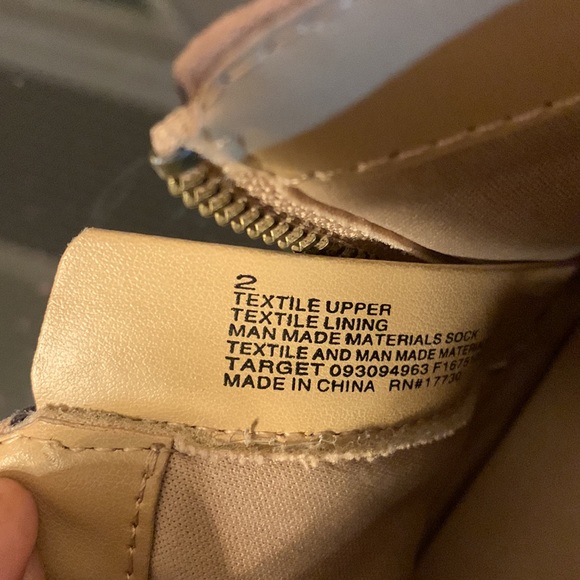 2
TEXTILE UPPER
TEXTILE LINING
MAN MADE MATERIALS SOCK
TEXTILE AND MAN MADE
TARGET 093094963
MADE IN CHINA RN#17730